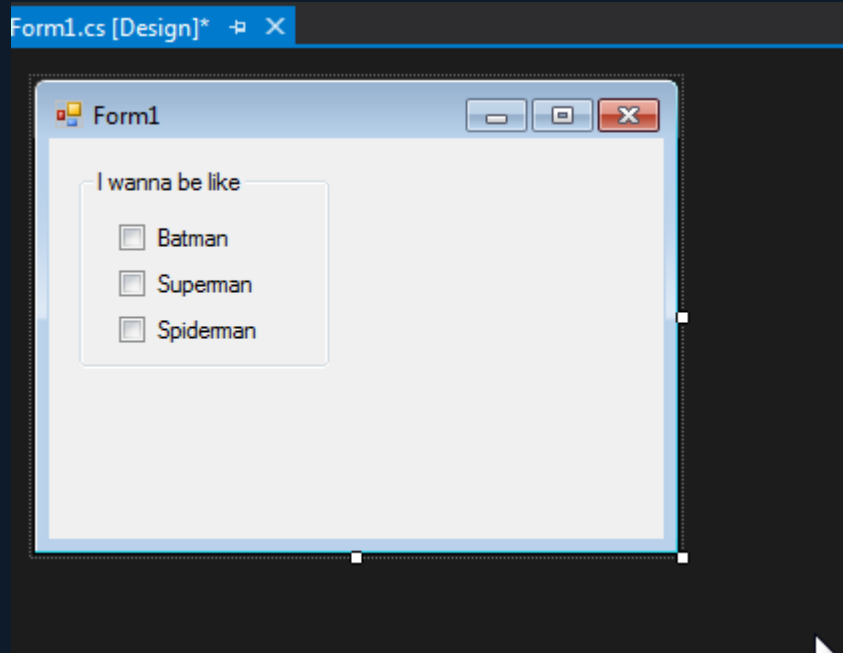 Form1.cs [Design]*
Form1
I wanna be like
Batman
Superman
Spiderman